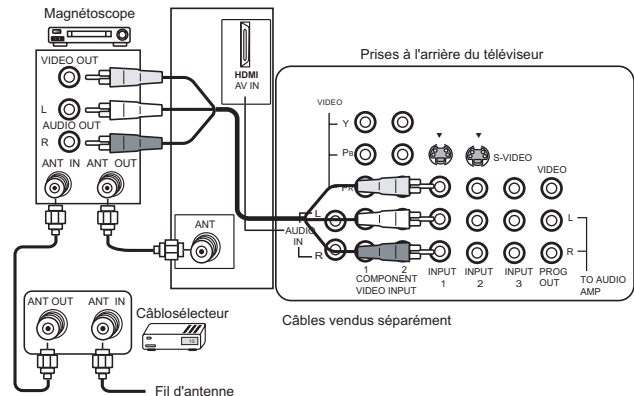 Magnétoscope
VIDEO OUT
L
AUDIO OUT
R
ANT IN ANT OUT
HDMI
AV IN
ANT
Prises à l'arrière du téléviseur
VIDEO
Y
PB
PR
S-VIDEO
VIDEO
L
AUDIO
IN
R
L
R
1 2
COMPONENT
VIDEO INPUT
INPUT
1
INPUT
2
INPUT
3
PROG
OUT
TO AUDIO
AMP
Câbles vendus séparément
ANT OUT ANT IN
Câblosélecteur
15
Fil d'antenne